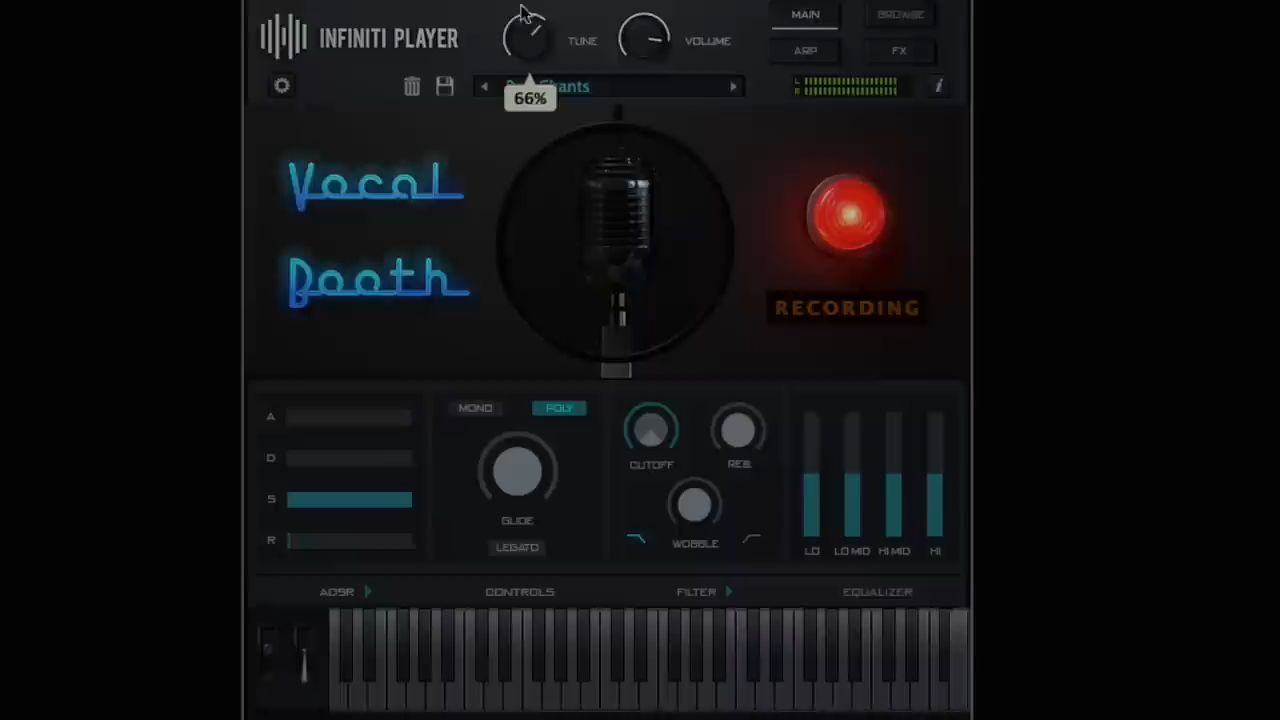 INFINITI PLAYER
TUNE
VOLUME
MAIN
BROWSE
ARP
FX
66%
L
R
i
Vocal
Booth
RECORDING
A
D
S
R
MONO
POLY
GLIDE
LEGATO
CUTOFF
RES.
WOBBLE
LO
LO MID
HI MID
HI
ADSR
CONTROLS
FILTER
EQUALIZER